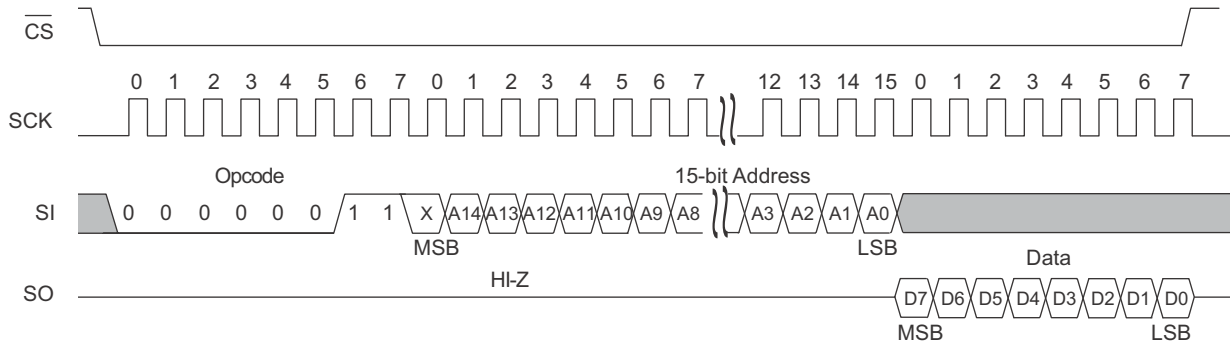 CS
0 1 2 3 4 5 6 7 0 1 2 3 4 5 6 7 12 13 14 15 0 1 2 3 4 5 6 7
SCK
Opcode 15-bit Address
SI 0 0 0 0 0 0 1 1 X A14 A13 A12 A11 A10 A9 A8 A3 A2 A1 A0
MSB LSB
HI-Z Data
SO D7 D6 D5 D4 D3 D2 D1 D0
MSB LSB